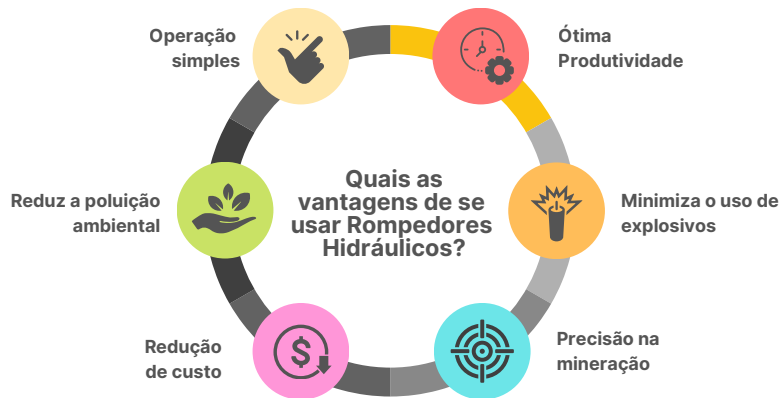 Operação
simples
Ótima
Produtividade
Reduz a poluição
ambiental
Quais as
vantagens de se
usar Rompedores
Hidráulicos?
Minimiza o uso de
explosivos
Redução
de custo
$
Precisão na
mineração